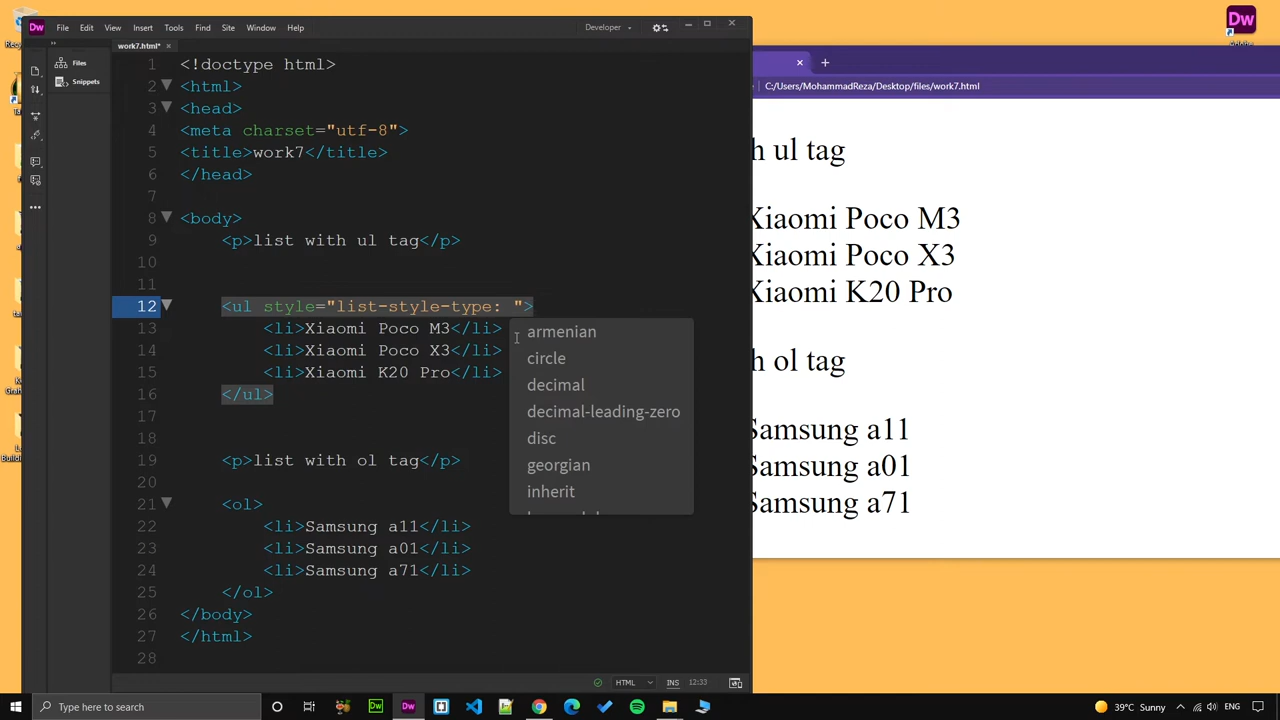 Dw File Edit View Insert Tools Find Site Window Help Developer
work7.html*
Files
Snippets
1 <!doctype html>
2 <html>
3 <head>
4 <meta charset="utf-8">
5 <title>work7</title>
6 </head>
7
8 <body>
9 <p>list with ul tag</p>
10
11
12 <ul style="list-style-type: ">
13 <li>Xiaomi Poco M3</li>
14 <li>Xiaomi Poco X3</li>
15 <li>Xiaomi K20 Pro</li>
16 </ul>
17
18
19 <p>list with ol tag</p>
20
21 <ol>
22 <li>Samsung a11</li>
23 <li>Samsung a01</li>
24 <li>Samsung a71</li>
25 </ol>
26 </body>
27 </html>
28
armenian
circle
decimal
decimal-leading-zero
disc
georgian
inherit
HTML INS 12:33
Dw
C:/Users/MohammadReza/Desktop/files/work7.html
h ul tag
Xiaomi Poco M3
Xiaomi Poco X3
Xiaomi K20 Pro
h ol tag
Samsung a11
Samsung a01
Samsung a71
Type here to search
Dw
Dw
39°C Sunny
ENG